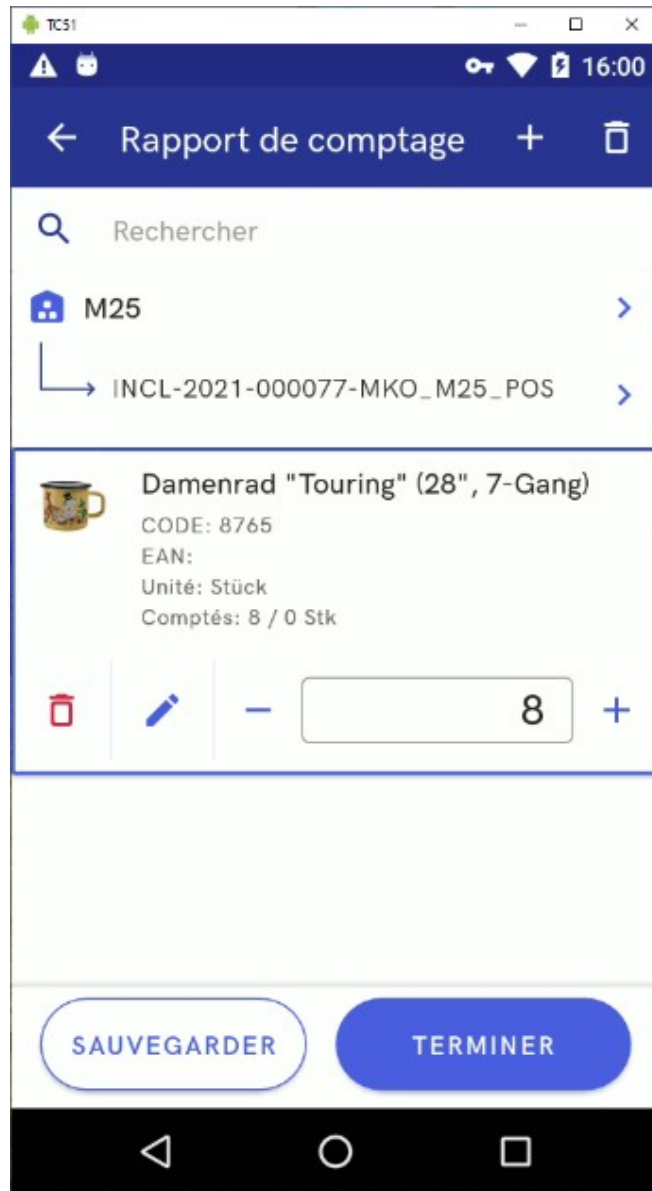 TC51
16:00
Rapport de comptage
Rechercher
M25
INCL-2021-000077-MKO_M25_POS
Damenrad "Touring" (28", 7-Gang)
CODE: 8765
EAN:
Unité: Stück
Comptés: 8 / 0 Stk
8
SAUVEGARDER
TERMINER